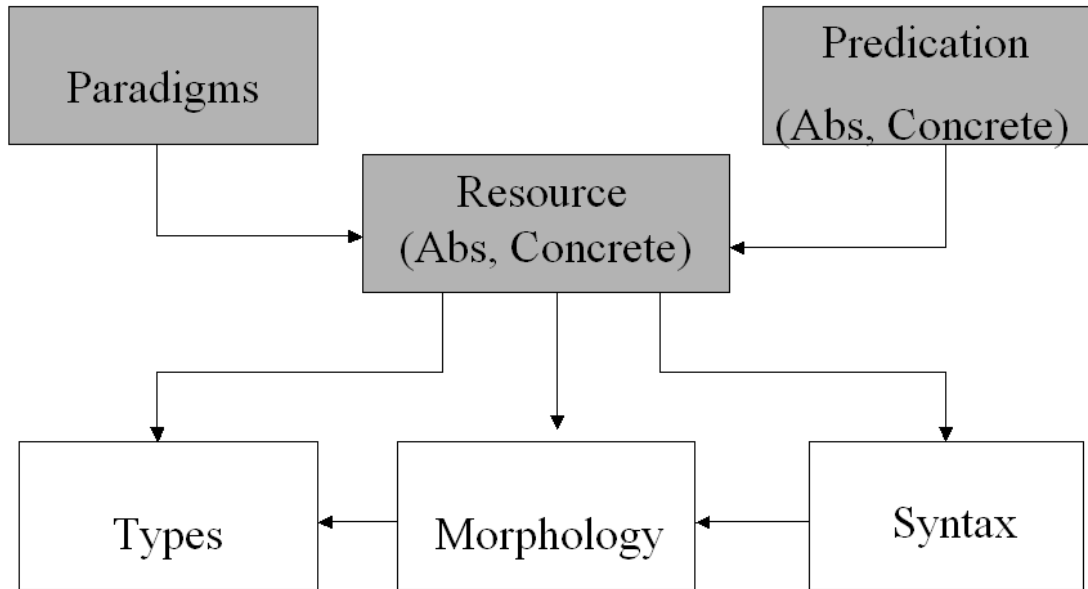 Paradigms
Predication
(Abs, Concrete)
Resource
(Abs, Concrete)
Types
Morphology
Syntax